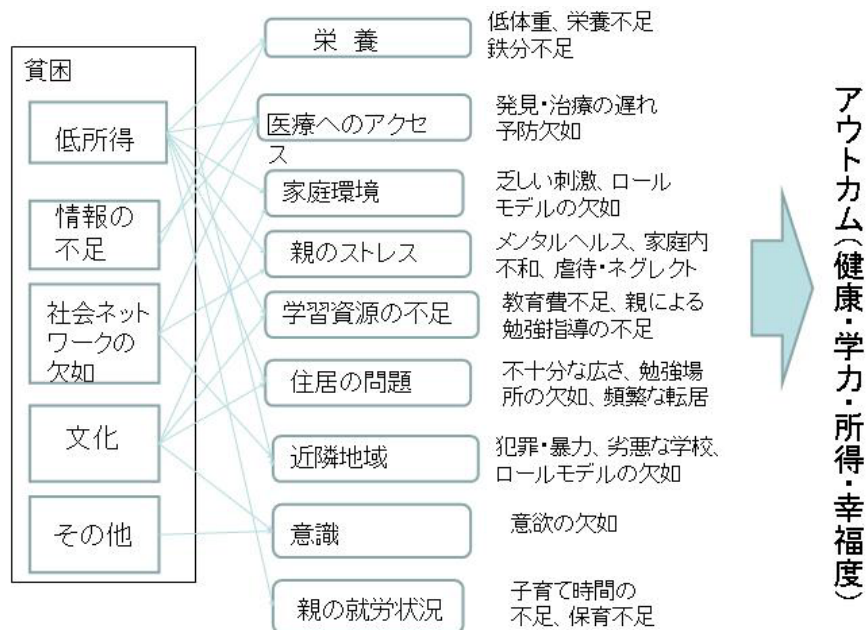 貧困
低所得
情報の
不足
社会ネット
ワークの
欠如
文化
その他
栄 養
低体重、栄養不足
鉄分不足
医療へのアクセ
ス
発見・治療の遅れ
予防欠如
家庭環境
乏しい刺激、ロール
モデルの欠如
親のストレス
メンタルヘルス、家庭内
不和、虐待・ネグレクト
学習資源の不足
教育費不足、親による
勉強指導の不足
住居の問題
不十分な広さ、勉強場
所の欠如、頻繁な転居
近隣地域
犯罪・暴力、劣悪な学校、
ロールモデルの欠如
意識
意欲の欠如
親の就労状況
子育て時間の
不足、保育不足
アウトカム(健康・学力・所得・幸福度)